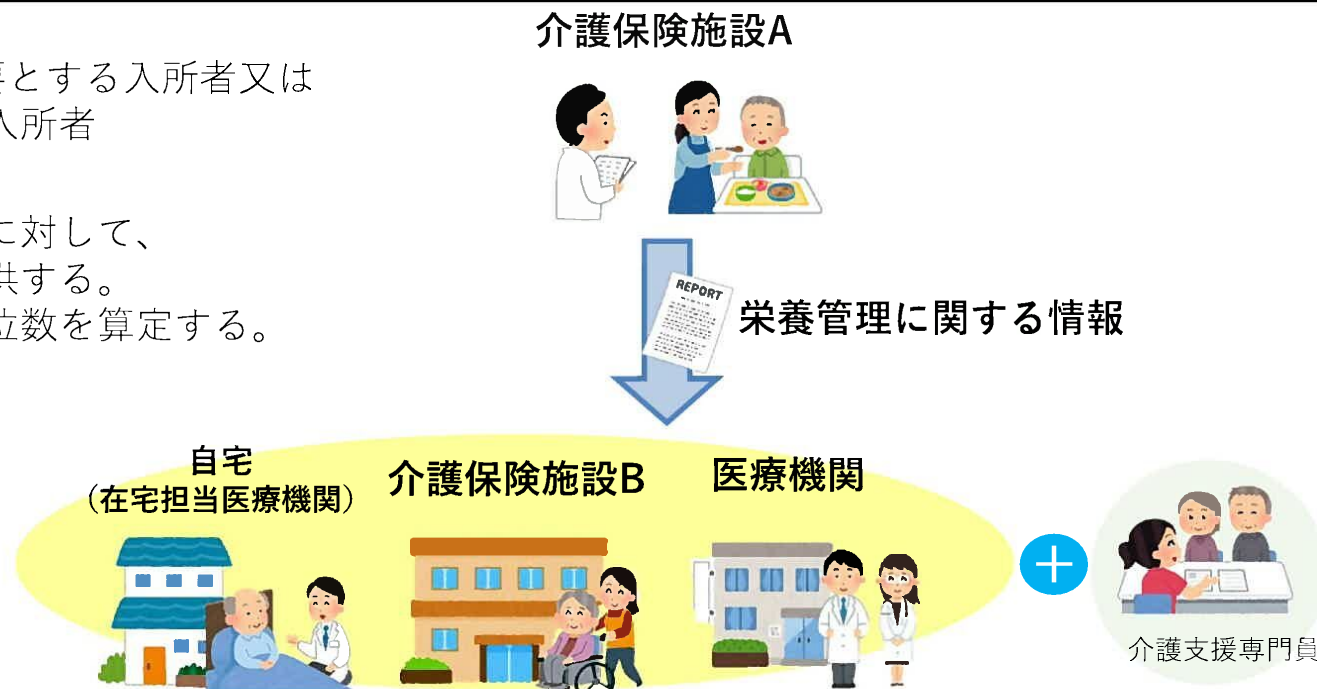 介護保険施設A
要とする入所者又は
入所者
に対して、
供する。
位数を算定する。
REPORT
栄養管理に関する情報
自宅
（在宅担当医療機関）
介護保険施設B
医療機関
介護支援専門員